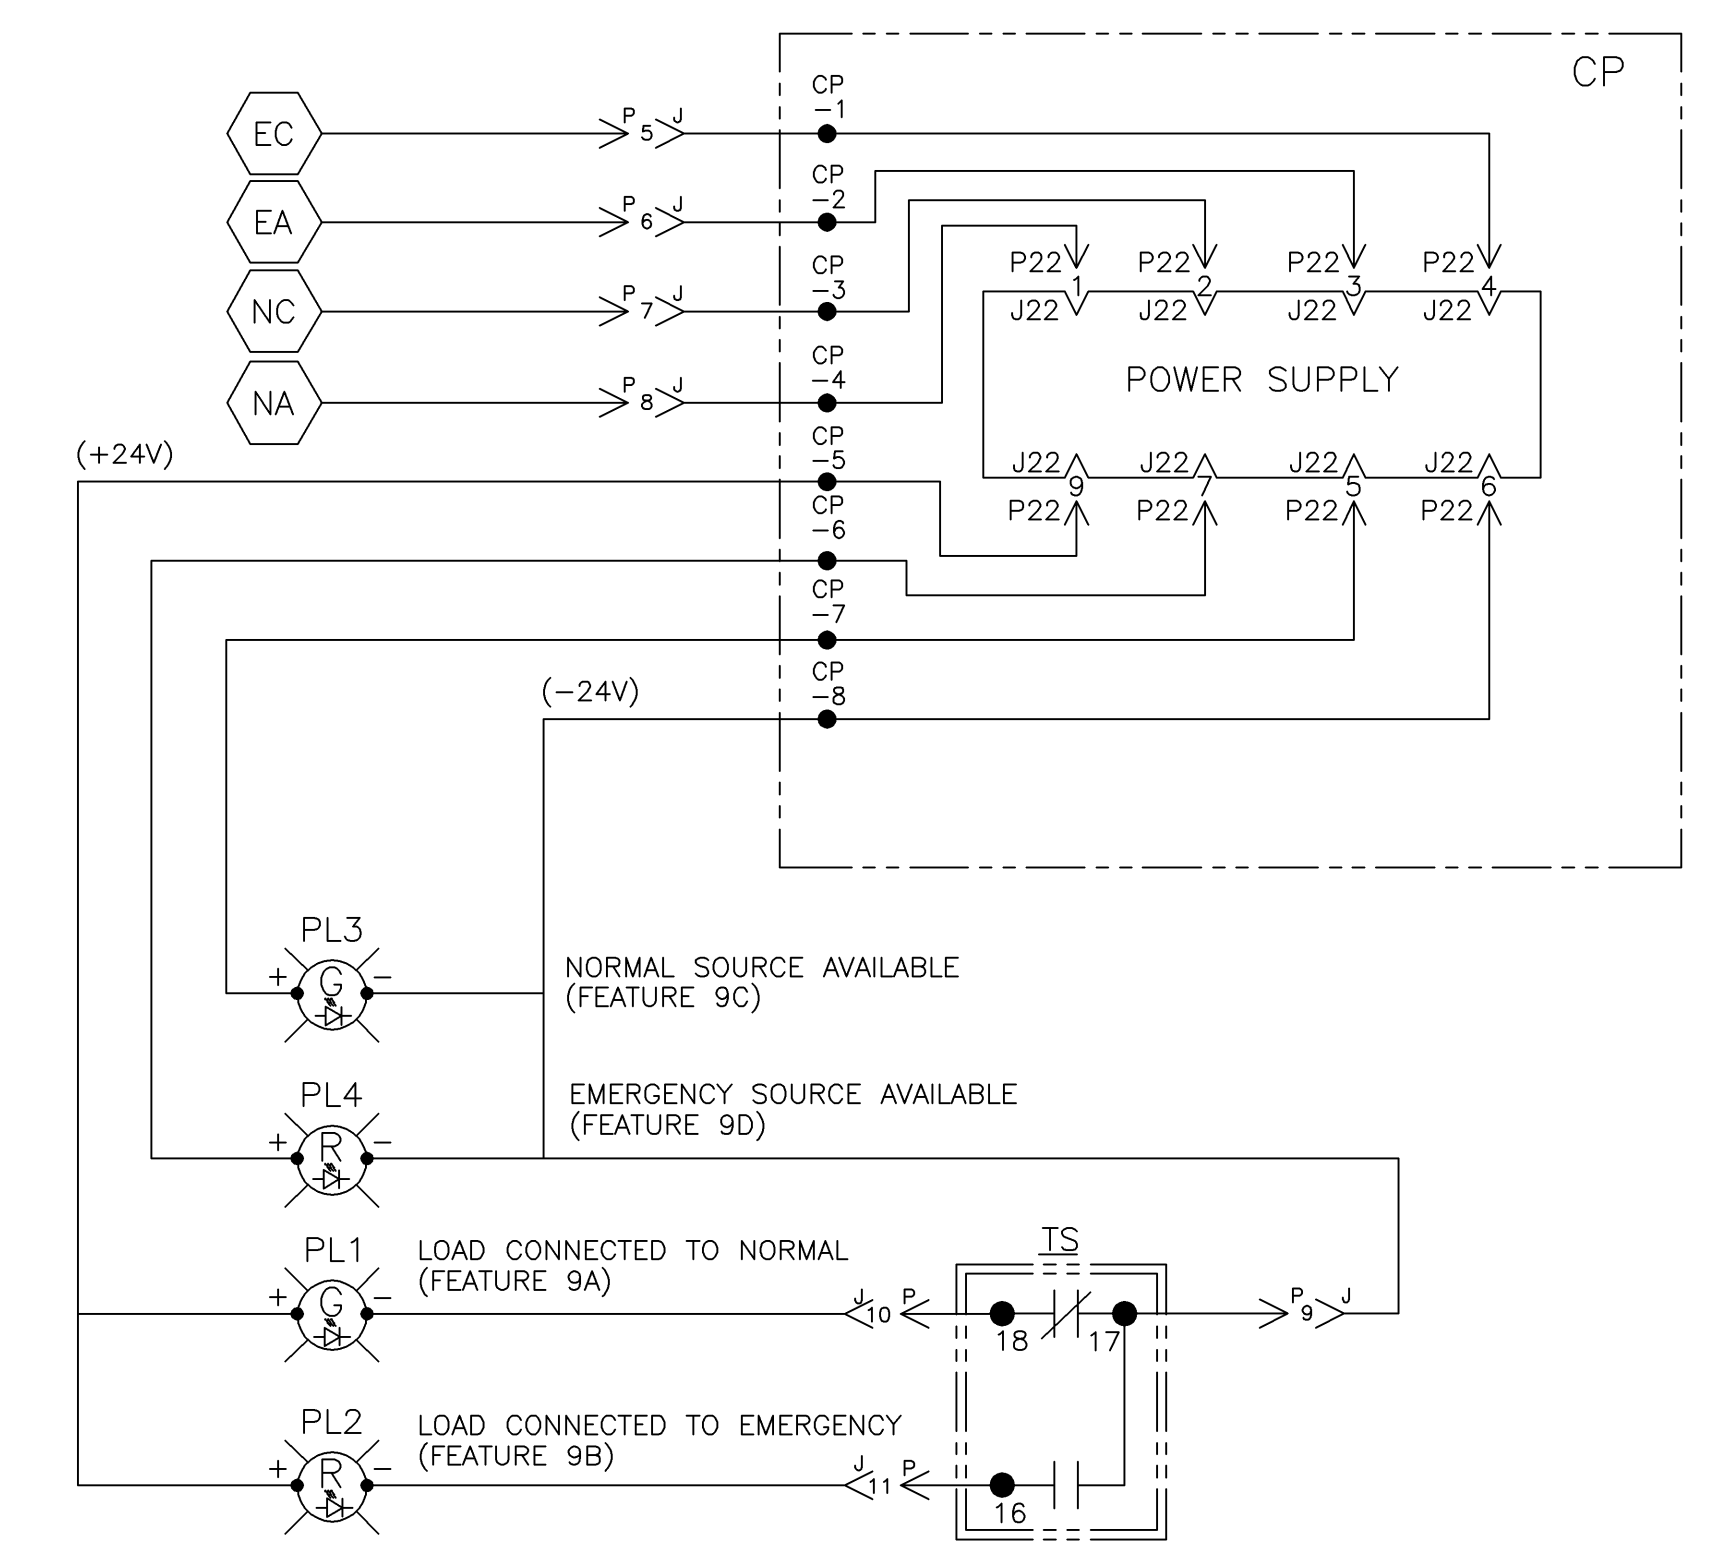 CP
CP
-1
EC
P
5
J
CP
-2
EA
P
6
J
CP
-3
NC
P
7
J
CP
-4
NA
P
8
J
P22 P22 P22 P22
1 2 3 4
J22 J22 J22 J22
POWER SUPPLY
J22 J22 J22 J22
9 7 5 6
P22 P22 P22 P22
(+24V)
CP
-5
CP
-6
CP
-7
(-24V)
CP
-8
PL3
+ G -
NORMAL SOURCE AVAILABLE
(FEATURE 9C)
PL4
+ R -
EMERGENCY SOURCE AVAILABLE
(FEATURE 9D)
PL1
+ G -
LOAD CONNECTED TO NORMAL
(FEATURE 9A)
J
10
P
TS
18 17
P
9
J
PL2
+ R -
LOAD CONNECTED TO EMERGENCY
(FEATURE 9B)
J
11
P
16